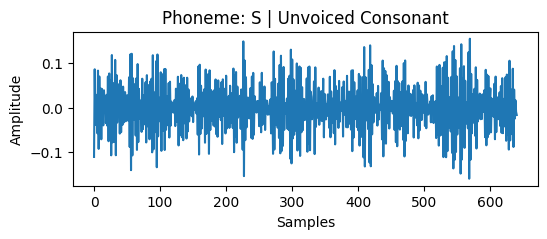 Phoneme: S | Unvoiced Consonant
0.1
0.0
−0.1
Amplitude
0 100 200 300 400 500 600
Samples